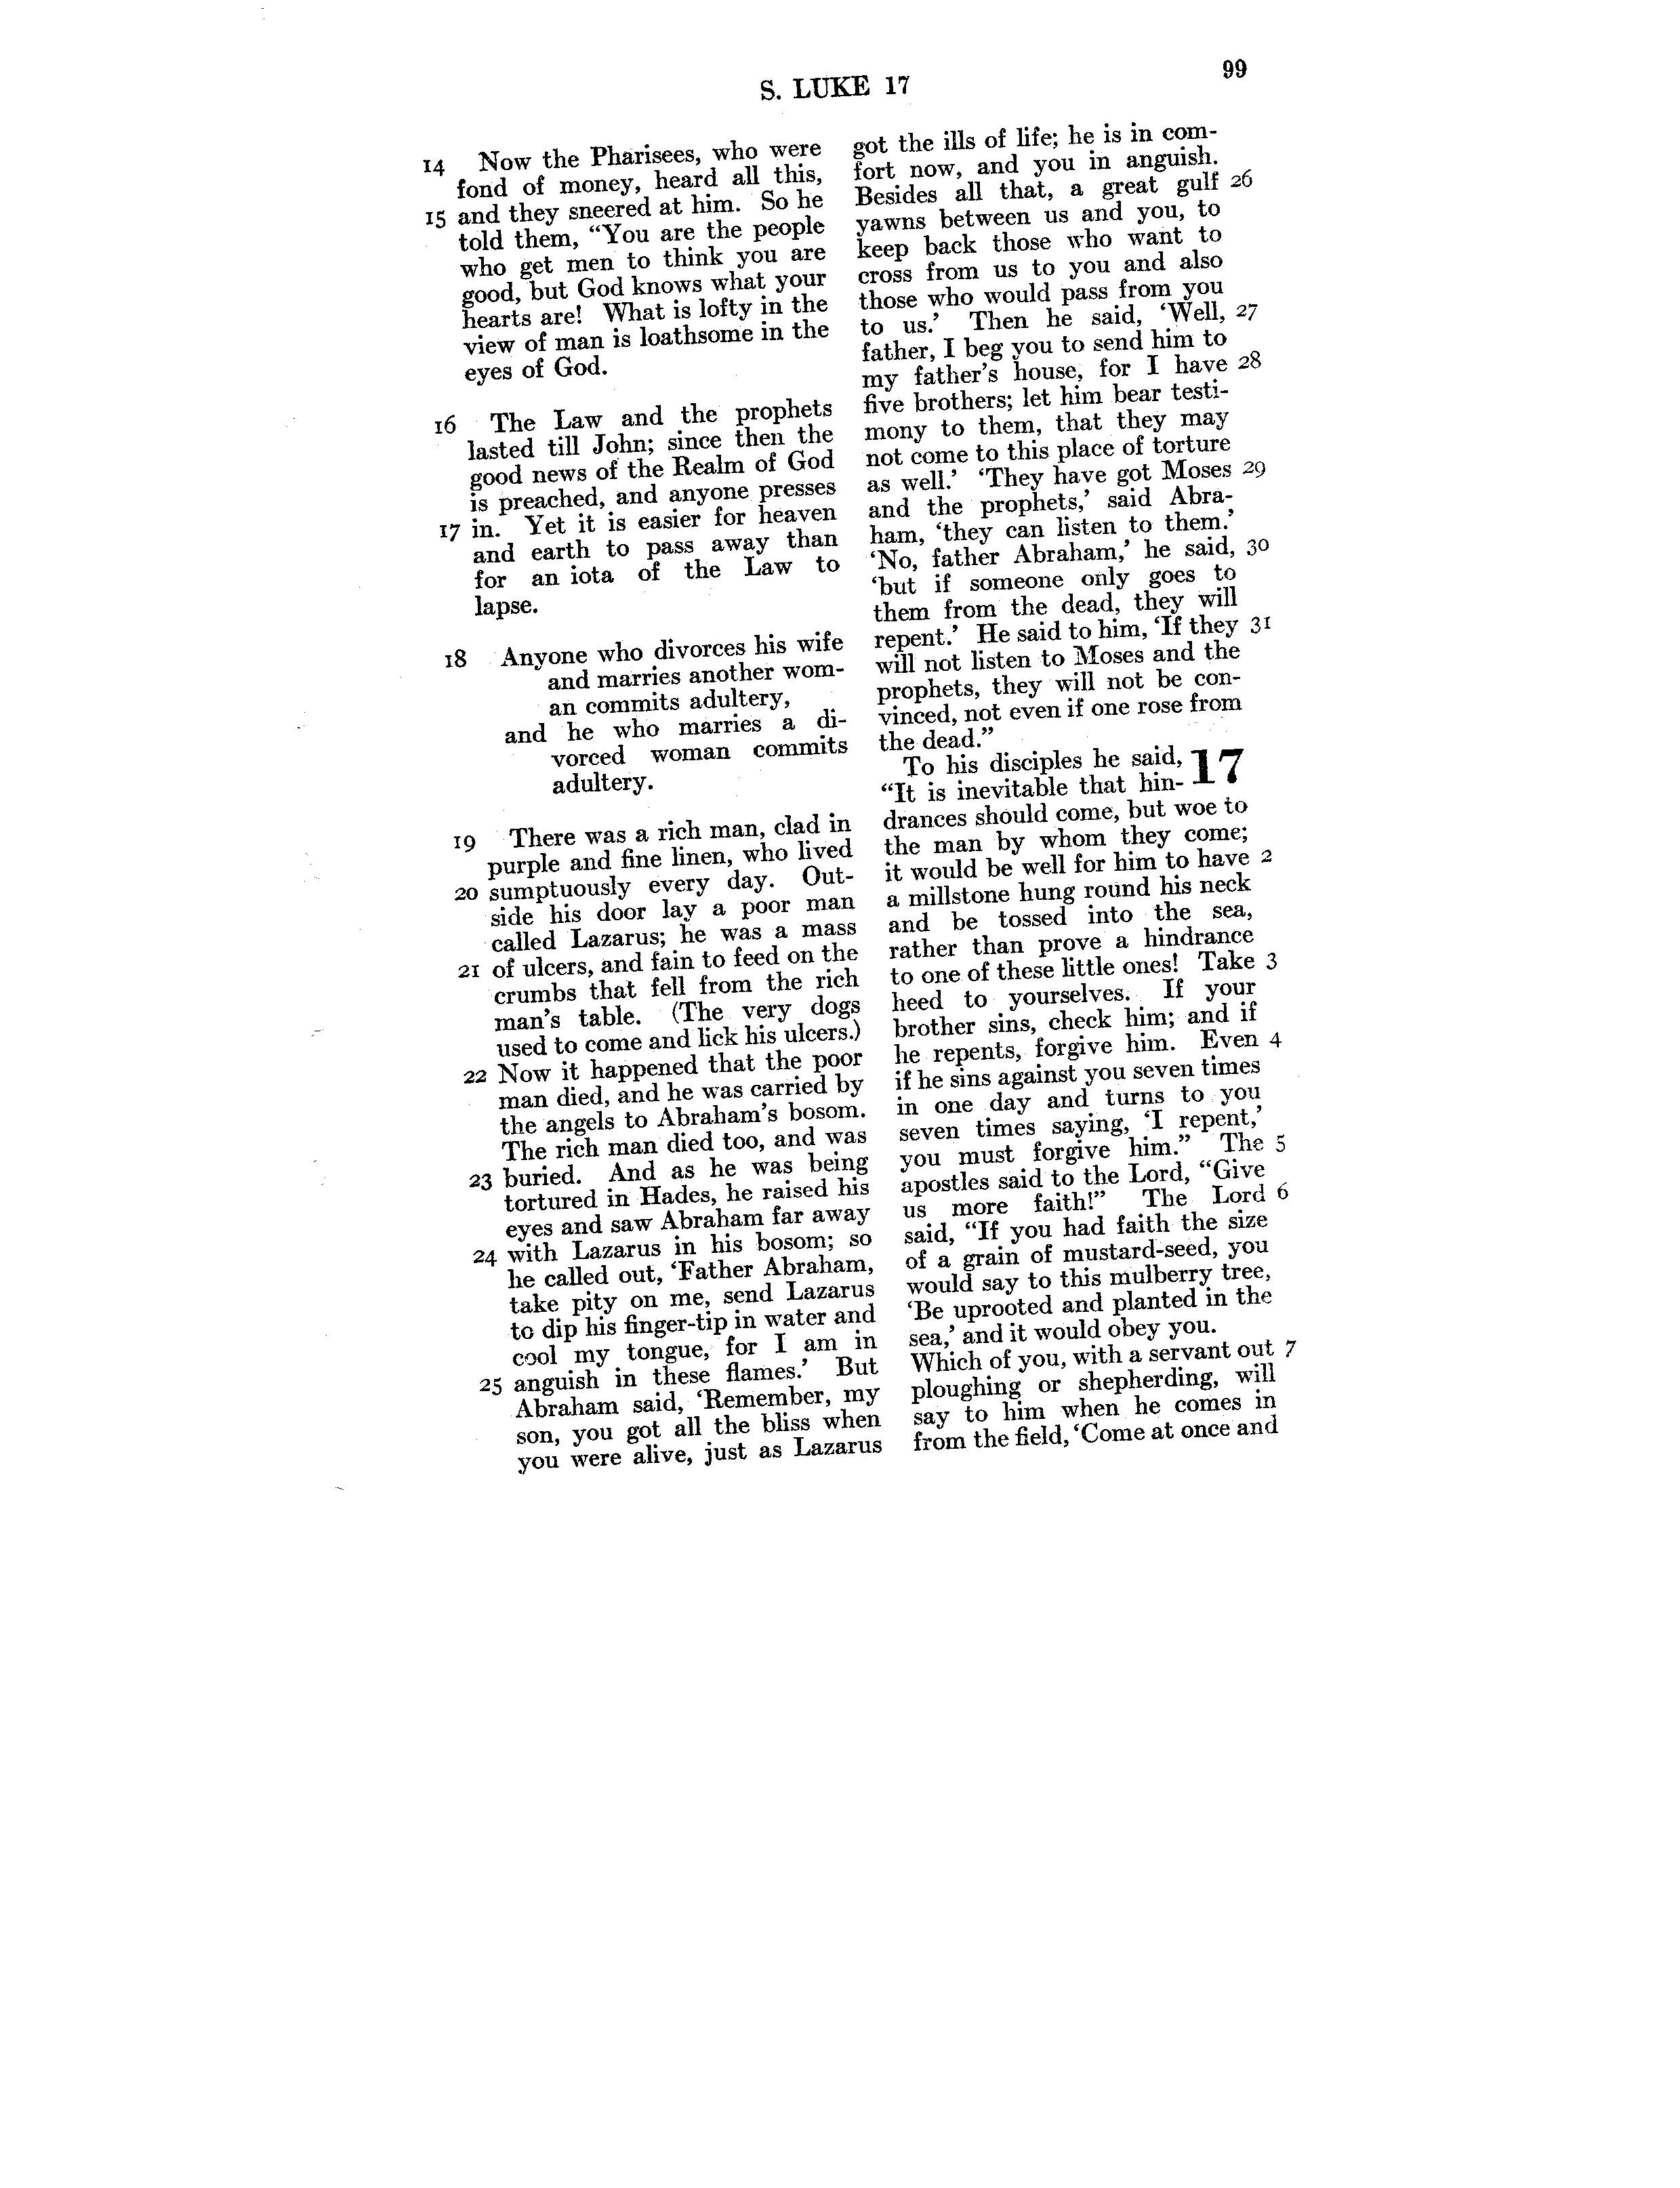 S. LUKE 17
99
14 Now the Pharisees, who were
fond of money, heard all this,
15 and they sneered at him. So he
told them, “You are the people
who get men to think you are
good, but God knows what your
hearts are! What is lofty in the
view of man is loathsome in the
eyes of God.
16 The Law and the prophets
lasted till John; since then the
good news of the Realm of God
is preached, and anyone presses
17 in. Yet it is easier for heaven
and earth to pass away than
for an iota of the Law to
lapse.
18 Anyone who divorces his wife
and marries another wom-
an commits adultery,
and he who marries a di-
vorced woman commits
adultery.
19 There was a rich man, clad in
purple and fine linen, who lived
20 sumptuously every day. Out-
side his door lay a poor man
called Lazarus; he was a mass
21 of ulcers, and fain to feed on the
crumbs that fell from the rich
man’s table. (The very dogs
used to come and lick his ulcers.)
22 Now it happened that the poor
man died, and he was carried by
the angels to Abraham’s bosom.
The rich man died too, and was
23 buried. And as he was being
tortured in Hades, he raised his
eyes and saw Abraham far away
24 with Lazarus in his bosom; so
he called out, ‘Father Abraham,
take pity on me, send Lazarus
to dip his finger-tip in water and
cool my tongue, for I am in
25 anguish in these flames.’ But
Abraham said, ‘Remember, my
son, you got all the bliss when
you were alive, just as Lazarus
got the ills of life; he is in com-
fort now, and you in anguish.
Besides all that, a great gulf 26
yawns between us and you, to
keep back those who want to
cross from us to you and also
those who would pass from you
to us.’ Then he said, ‘Well, 27
father, I beg you to send him to
my father’s house, for I have 28
five brothers; let him bear testi-
mony to them, that they may
not come to this place of torture
as well.’ ‘They have got Moses 29
and the prophets,’ said Abra-
ham, ‘they can listen to them.’
‘No, father Abraham,’ he said, 30
‘but if someone only goes to
them from the dead, they will
repent.’ He said to him, ‘If they 31
will not listen to Moses and the
prophets, they will not be con-
vinced, not even if one rose from
the dead.”
To his disciples he said, 17
“It is inevitable that hin-
drances should come, but woe to
the man by whom they come;
it would be well for him to have 2
a millstone hung round his neck
and be tossed into the sea,
rather than prove a hindrance
to one of these little ones! Take 3
heed to yourselves. If your
brother sins, check him; and if
he repents, forgive him. Even 4
if he sins against you seven times
in one day and turns to you
seven times saying, ‘I repent,’
you must forgive him.” The 5
apostles said to the Lord, “Give
us more faith!” The Lord 6
said, “If you had faith the size
of a grain of mustard-seed, you
would say to this mulberry tree,
‘Be uprooted and planted in the
sea,’ and it would obey you.
Which of you, with a servant out 7
ploughing or shepherding, will
say to him when he comes in
from the field, ‘Come at once and